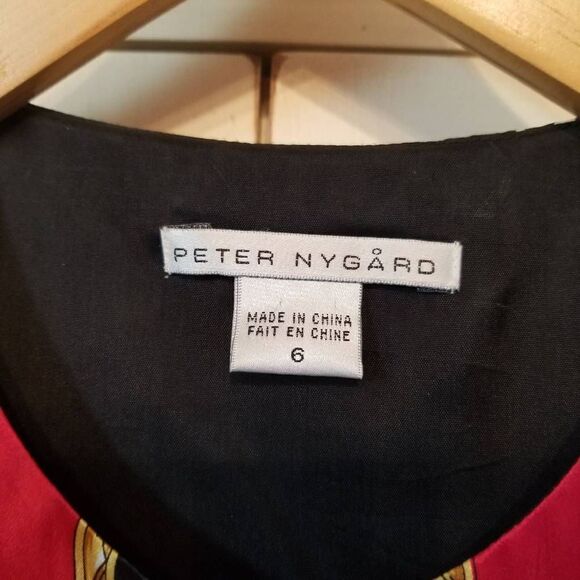 PETER NYGÅRD
MADE IN CHINA
FAIT EN CHINE
6